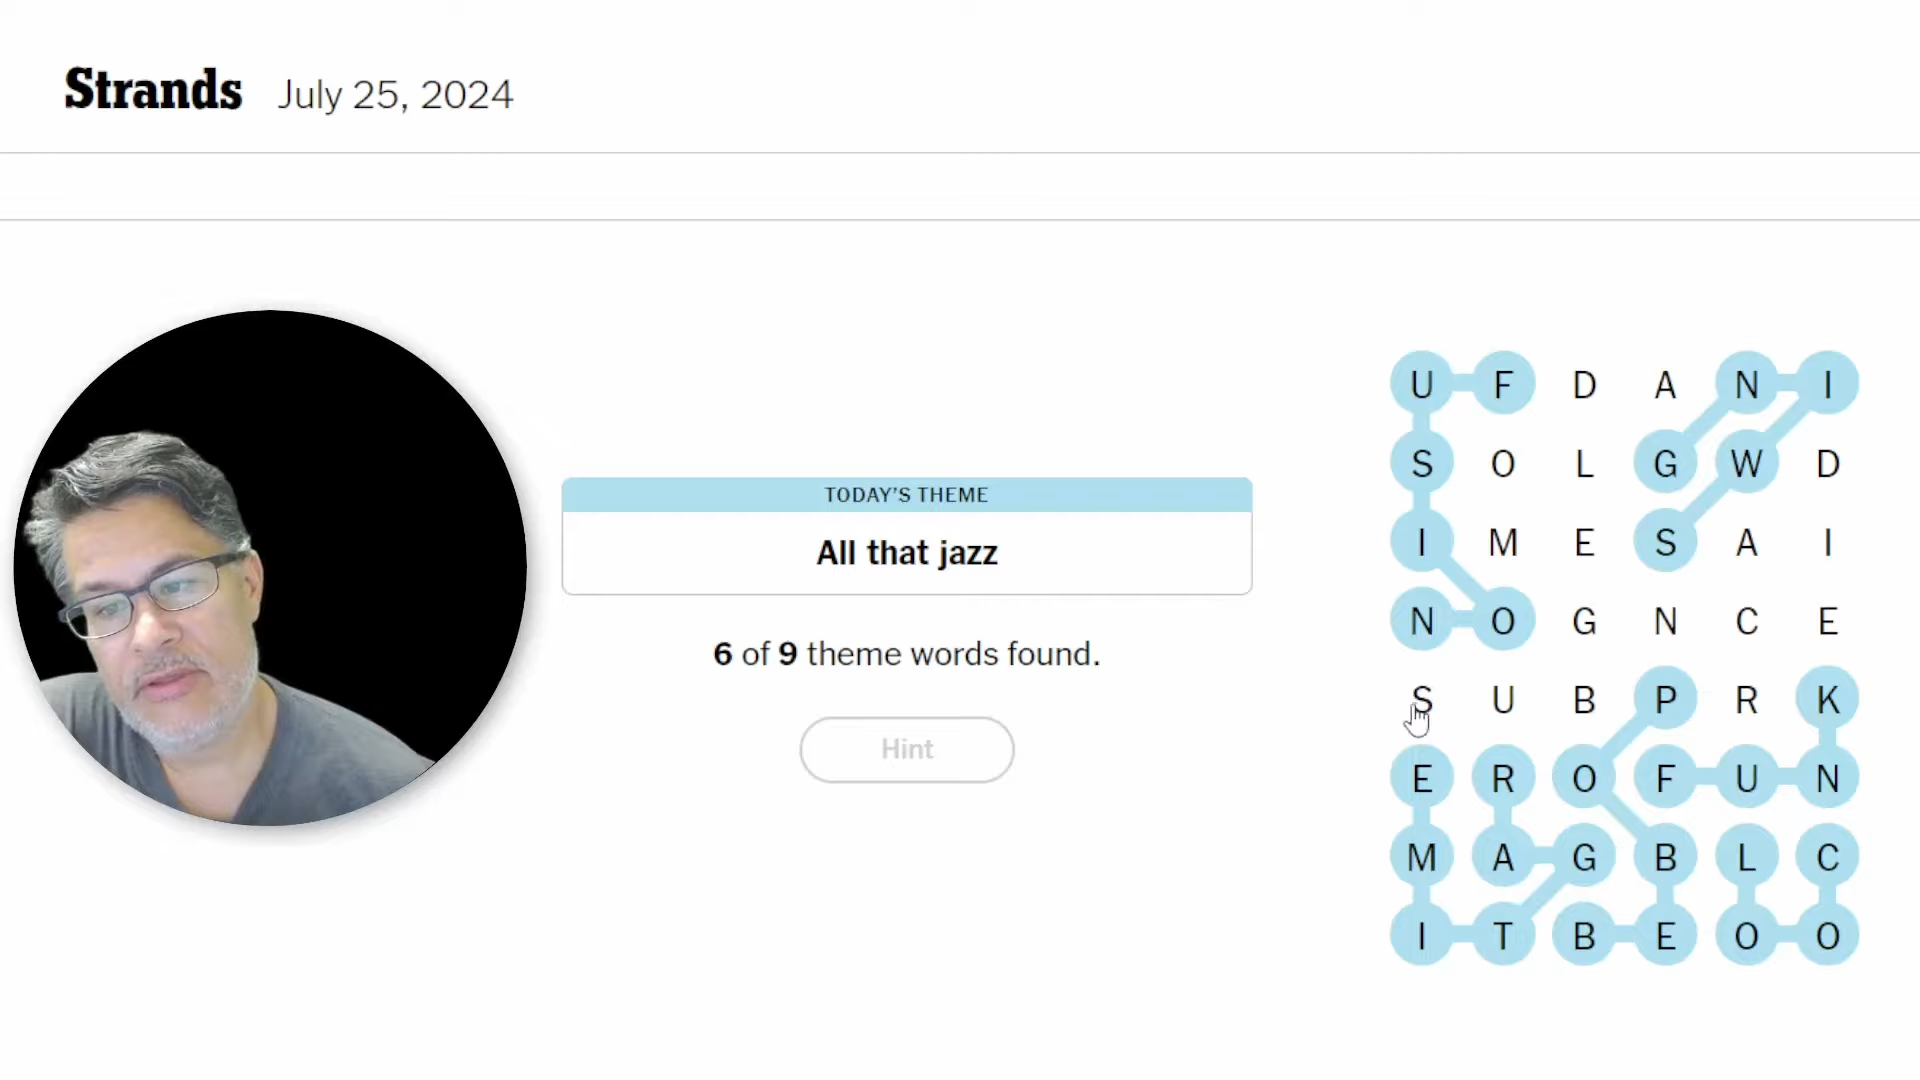 Strands July 25, 2024
TODAY'S THEME
All that jazz
6 of 9 theme words found.
Hint
U F D A N I
S O L G W D
I M E S A I
N O G N C E
S U B P R K
E R O F U N
M A G B L C
I T B E O O